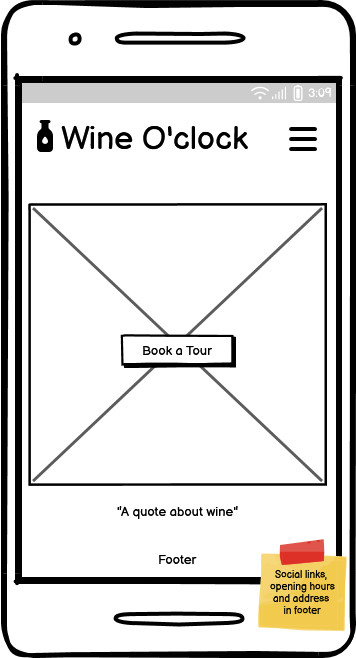 3:09
Wine O'clock
Book a Tour
"A quote about wine"
Footer
Social links,
opening hours
and address
in footer